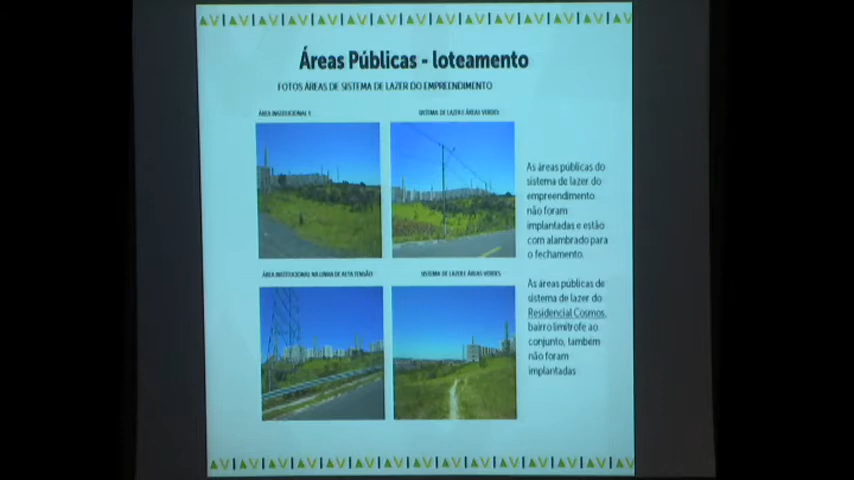 Áreas Públicas - loteamento
FOTOS ÁREAS DE SISTEMA DE LAZER DO EMPREENDIMENTO
ÁREA INSTITUCIONAL 1
SISTEMA DE LAZER E ÁREAS VERDES
As áreas públicas do
sistema de lazer do
empreendimento
não foram
implantadas e estão
com alambrado para
o fechamento.
ÁREA INSTITUCIONAL NA LINHA DE ALTA TENSÃO
SISTEMA DE LAZER E ÁREAS VERDES
As áreas públicas de
sistema de lazer do
Residencial Cosmos,
bairro limítrofe ao
conjunto, também
não foram
implantadas